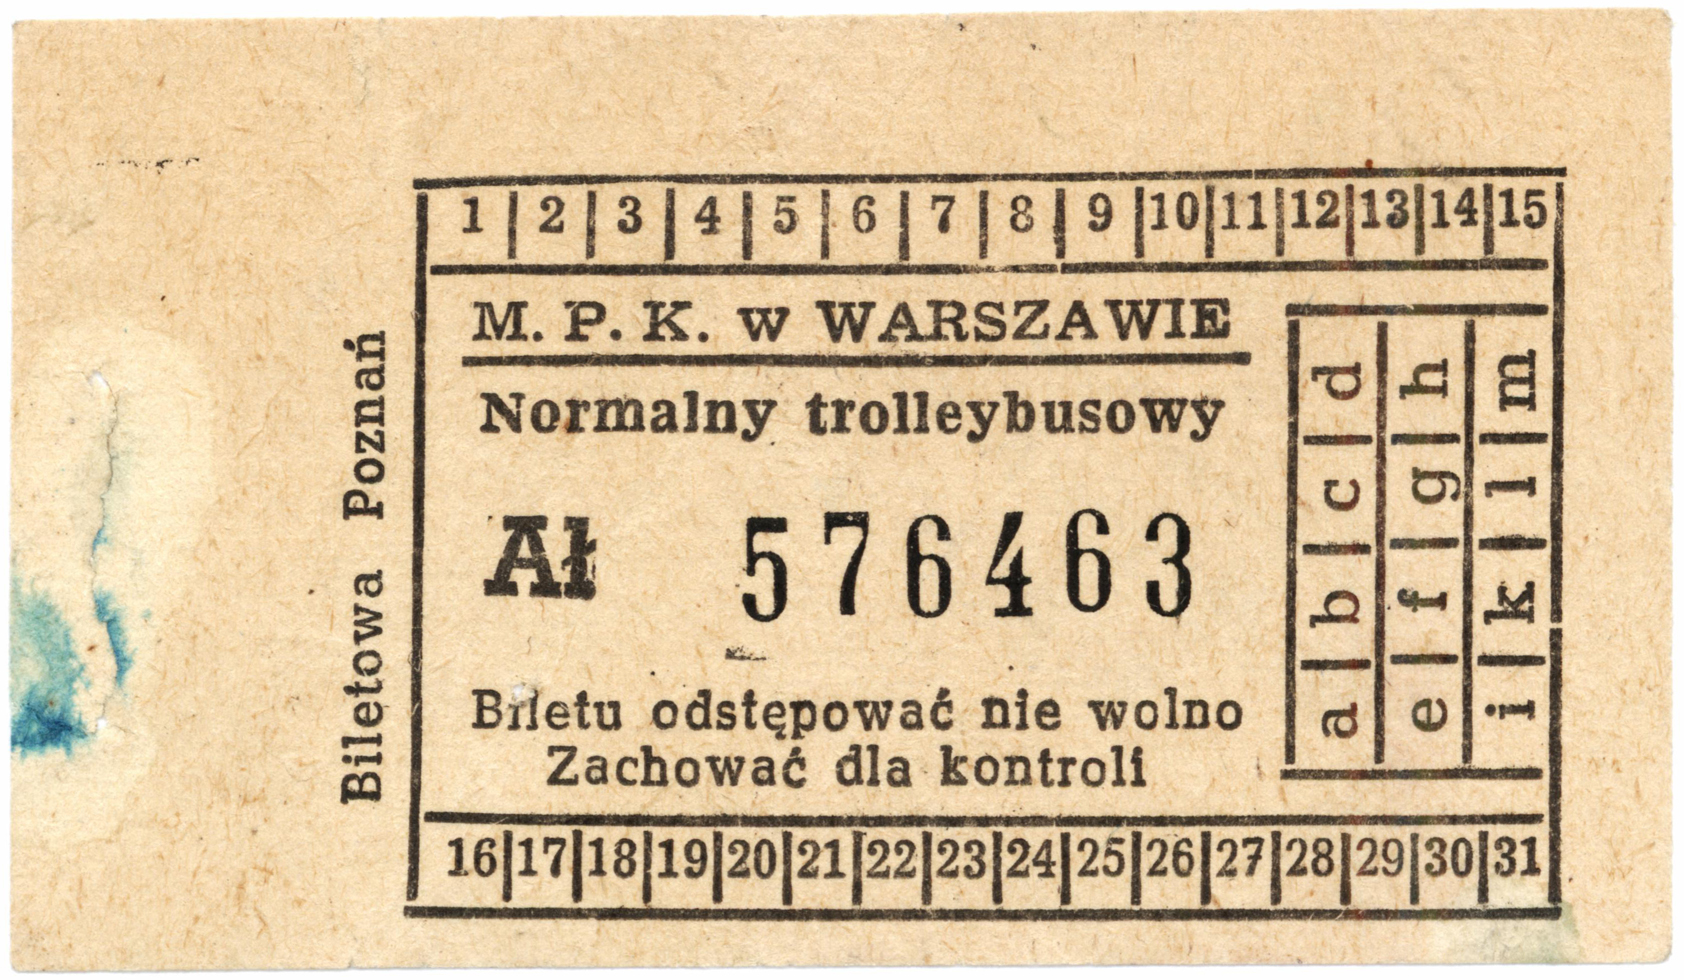 1 2 3 4 5 6 7 8 9 10 11 12 13 14 15
M. P. K. w WARSZAWIE
Normalny trolleybusowy
Ał 576463
Biletu odstępować nie wolno
Zachować dla kontroli
a b c d
e f g h
i k l m
16 17 18 19 20 21 22 23 24 25 26 27 28 29 30 31
Biletowa Poznań